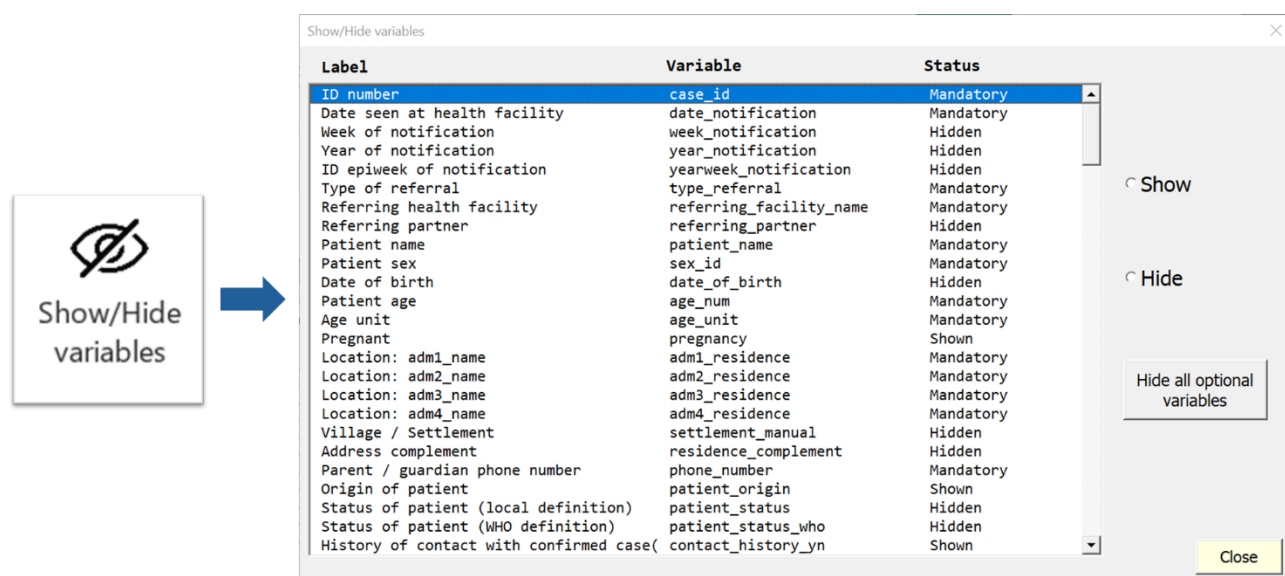 Show/Hide variables
Label Variable Status
ID number case_id Mandatory
Date seen at health facility date_notification Mandatory
Week of notification week_notification Hidden
Year of notification year_notification Hidden
ID epiweek of notification yearweek_notification Hidden
Type of referral type_referral Mandatory
Referring health facility referring_facility_name Mandatory
Referring partner referring_partner Hidden
Patient name patient_name Mandatory
Patient sex sex_id Mandatory
Date of birth date_of_birth Hidden
Patient age age_num Mandatory
Age unit age_unit Mandatory
Pregnant pregnancy Shown
Location: adm1_name adm1_residence Mandatory
Location: adm2_name adm2_residence Mandatory
Location: adm3_name adm3_residence Mandatory
Location: adm4_name adm4_residence Mandatory
Village / Settlement settlement_manual Hidden
Address complement residence_complement Hidden
Parent / guardian phone number phone_number Mandatory
Origin of patient patient_origin Shown
Status of patient (local definition) patient_status Hidden
Status of patient (WHO definition) patient_status_who Hidden
History of contact with confirmed case( contact_history_yn Shown
Show
Hide
Hide all optional
variables
Close
Show/Hide
variables